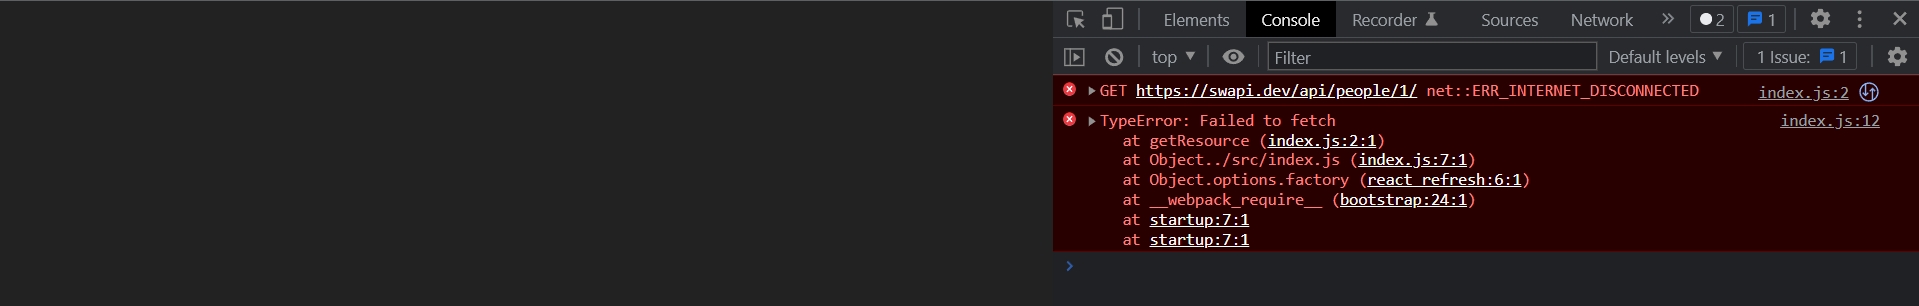 Elements Console Recorder Sources Network » 2 1
top Filter Default levels 1 Issue: 1
GET https://swapi.dev/api/people/1/ net::ERR_INTERNET_DISCONNECTED index.js:2
TypeError: Failed to fetch index.js:12
at getResource (index.js:2:1)
at Object../src/index.js (index.js:7:1)
at Object.options.factory (react refresh:6:1)
at __webpack_require__ (bootstrap:24:1)
at startup:7:1
at startup:7:1